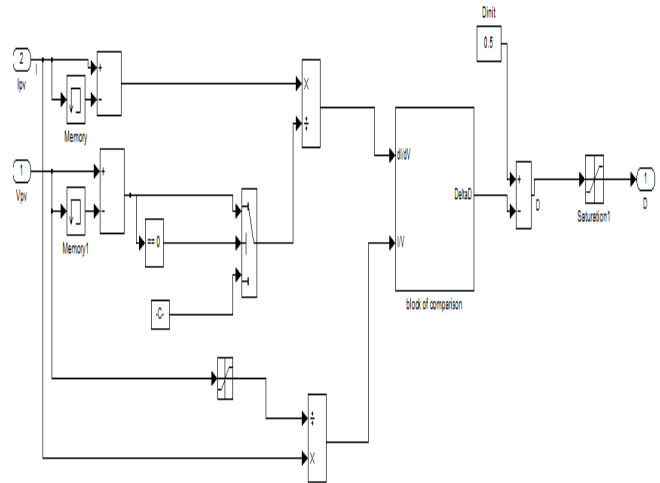 Dinit
0.5
2
I
Ipv
+
-
Memory
X
÷
1
Vpv
+
-
Memory1
== 0
-C-
dI/dV
I/V
DeltaD
block of comparison
+
-
D
Saturation1
1
D
÷
X